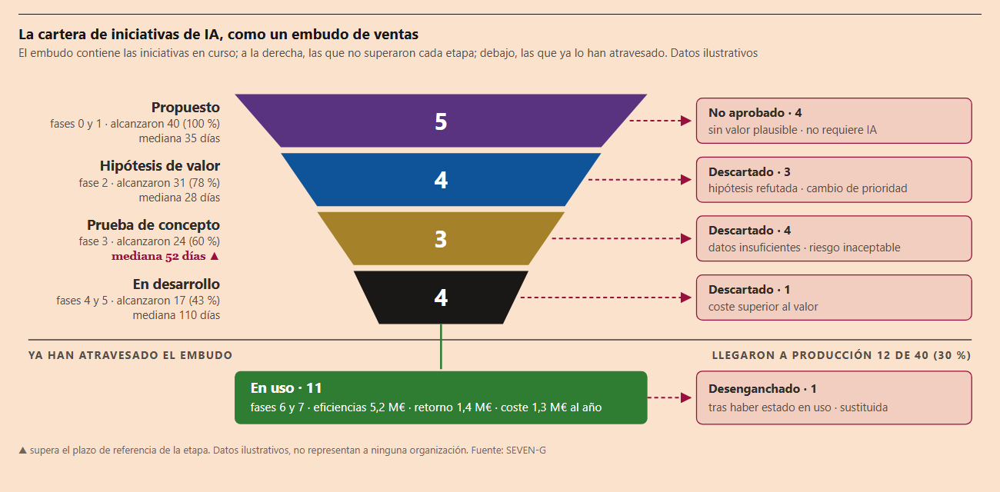 La cartera de iniciativas de IA, como un embudo de ventas
El embudo contiene las iniciativas en curso; a la derecha, las que no superaron cada etapa; debajo, las que ya lo han atravesado. Datos ilustrativos
Propuesto
fases 0 y 1 · alcanzaron 40 (100 %)
mediana 35 días
5
No aprobado · 4
sin valor plausible · no requiere IA
Hipótesis de valor
fase 2 · alcanzaron 31 (78 %)
mediana 28 días
4
Descartado · 3
hipótesis refutada · cambio de prioridad
Prueba de concepto
fase 3 · alcanzaron 24 (60 %)
mediana 52 días ▲
3
Descartado · 4
datos insuficientes · riesgo inaceptable
En desarrollo
fases 4 y 5 · alcanzaron 17 (43 %)
mediana 110 días
4
Descartado · 1
coste superior al valor
YA HAN ATRAVESADO EL EMBUDO
LLEGARON A PRODUCCIÓN 12 DE 40 (30 %)
En uso · 11
fases 6 y 7 · eficiencias 5,2 M€ · retorno 1,4 M€ · coste 1,3 M€ al año
Desenganchado · 1
tras haber estado en uso · sustituida
▲ supera el plazo de referencia de la etapa. Datos ilustrativos, no representan a ninguna organización. Fuente: SEVEN-G